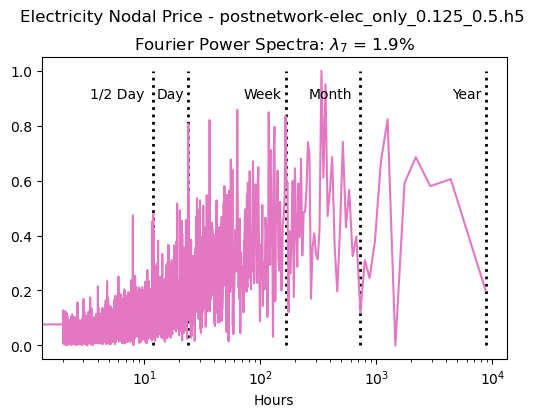 Electricity Nodal Price - postnetwork-elec_only_0.125_0.5.h5
Fourier Power Spectra: λ₇ = 1.9%
1/2 Day Day Week Month Year
1.0
0.8
0.6
0.4
0.2
0.0
10¹ 10² 10³ 10⁴
Hours